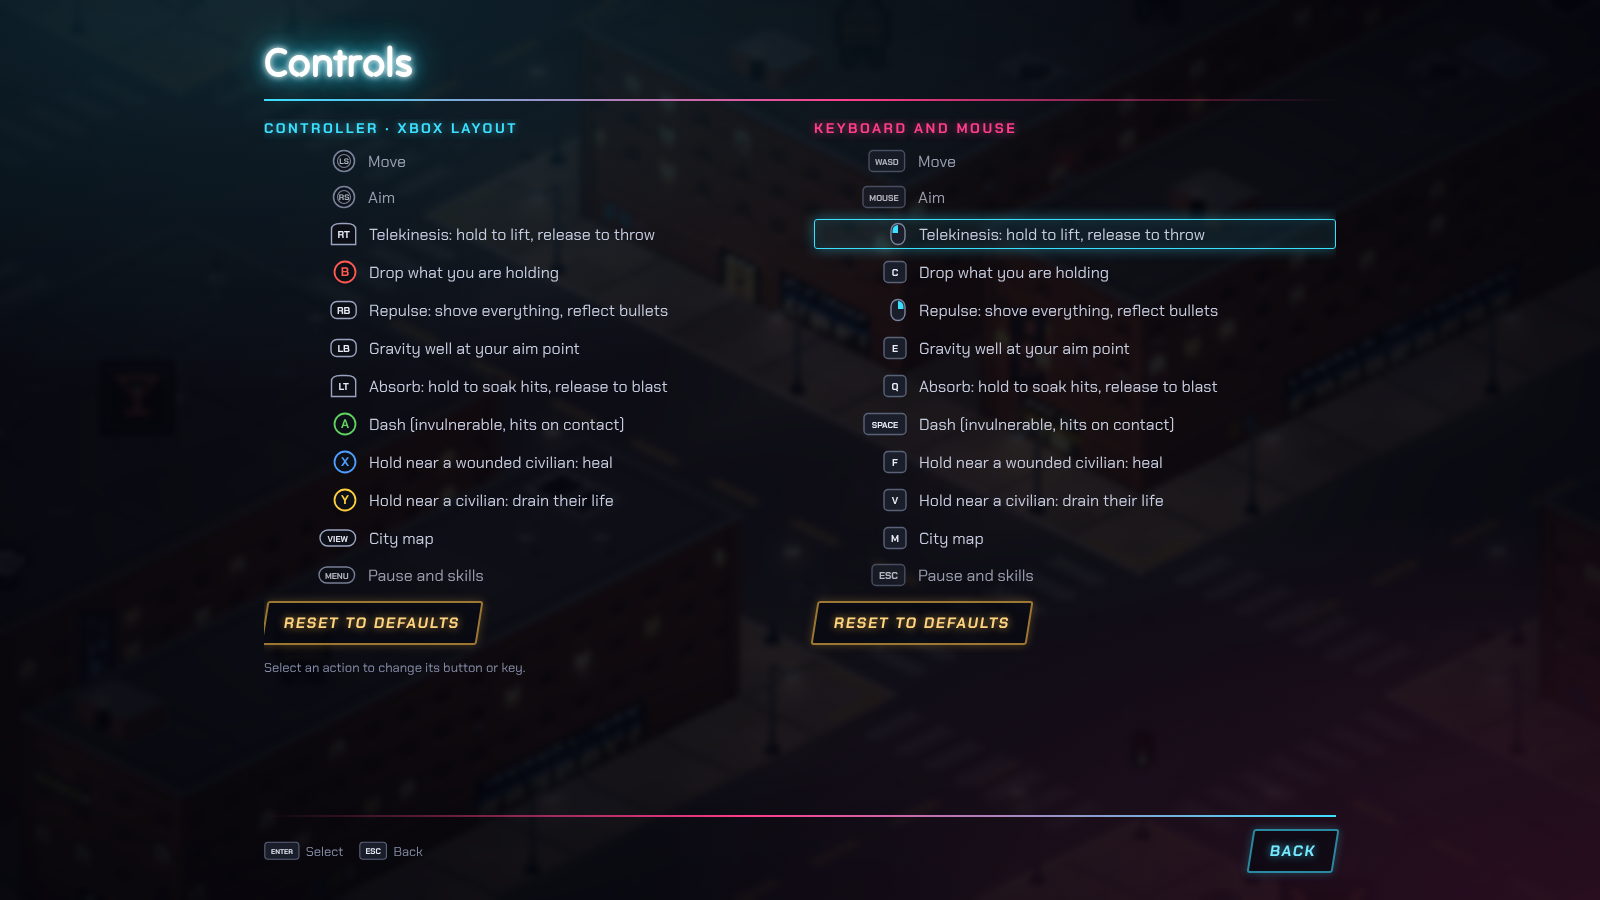 Controls
CONTROLLER · XBOX LAYOUT
LS Move
RS Aim
RT Telekinesis: hold to lift, release to throw
B Drop what you are holding
RB Repulse: shove everything, reflect bullets
LB Gravity well at your aim point
LT Absorb: hold to soak hits, release to blast
A Dash (invulnerable, hits on contact)
X Hold near a wounded civilian: heal
Y Hold near a civilian: drain their life
VIEW City map
MENU Pause and skills
RESET TO DEFAULTS
Select an action to change its button or key.
KEYBOARD AND MOUSE
WASD Move
MOUSE Aim
Telekinesis: hold to lift, release to throw
C Drop what you are holding
Repulse: shove everything, reflect bullets
E Gravity well at your aim point
Q Absorb: hold to soak hits, release to blast
SPACE Dash (invulnerable, hits on contact)
F Hold near a wounded civilian: heal
V Hold near a civilian: drain their life
M City map
ESC Pause and skills
RESET TO DEFAULTS
ENTER Select ESC Back
BACK